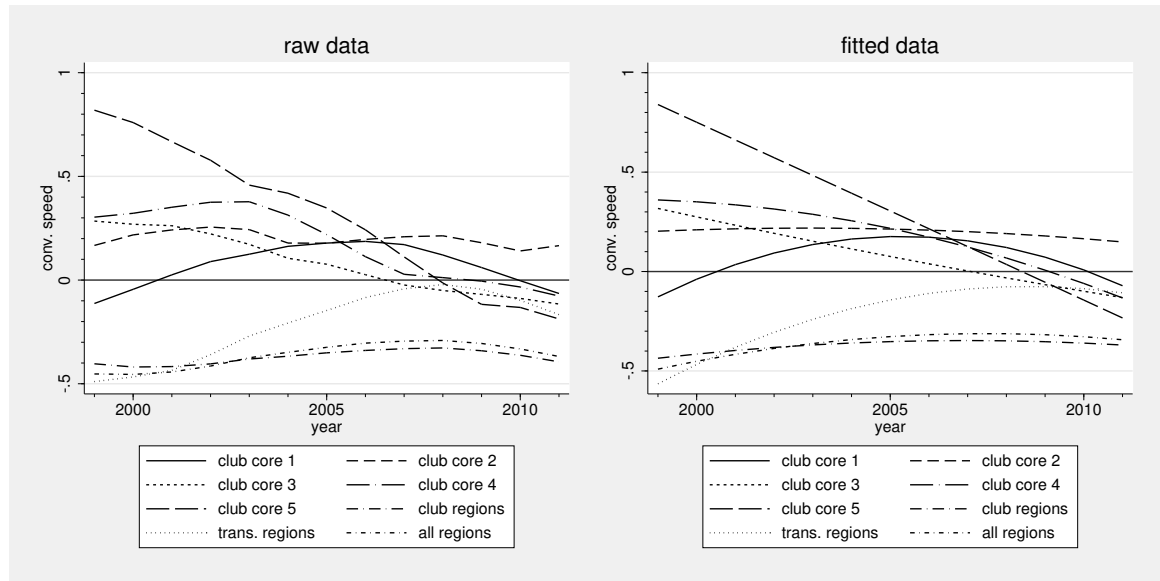 raw data
conv. speed
1
.5
0
-.5
2000 2005 2010
year
club core 1 club core 2
club core 3 club core 4
club core 5 club regions
trans. regions all regions
fitted data
conv. speed
1
.5
0
-.5
2000 2005 2010
year
club core 1 club core 2
club core 3 club core 4
club core 5 club regions
trans. regions all regions